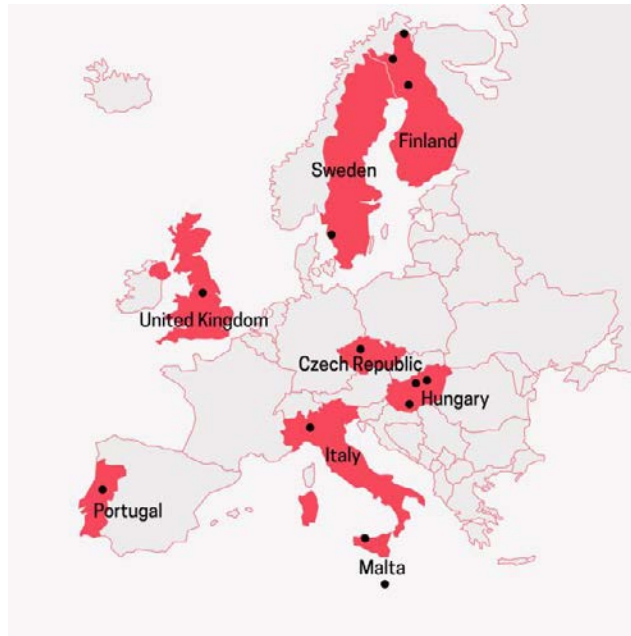 Finland
Sweden
United Kingdom
Czech Republic
Hungary
Italy
Portugal
Malta